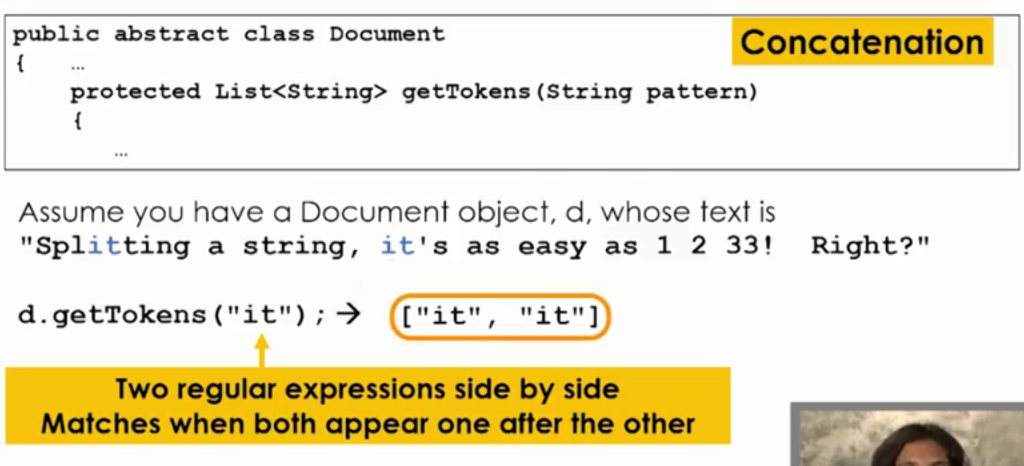 public abstract class Document
Concatenation
{ …
protected List<String> getTokens(String pattern)
{
…
Assume you have a Document object, d, whose text is
"Splitting a string, it's as easy as 1 2 33!  Right?"
d.getTokens("it"); → ["it", "it"]
Two regular expressions side by side
Matches when both appear one after the other